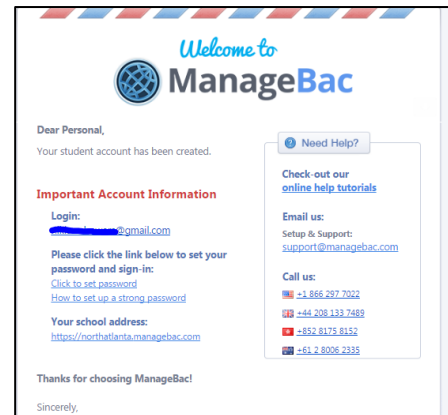 Welcome to
ManageBac
Dear Personal,
Your student account has been created.
Important Account Information
Login:
@gmail.com
Please click the link below to set your
password and sign-in:
Click to set password
How to set up a strong password
Your school address:
https://northatlanta.managebac.com
Thanks for choosing ManageBac!
Sincerely,
Need Help?
Check-out our
online help tutorials
Email us:
Setup & Support:
support@managebac.com
Call us:
+1 866 297 7022
+44 208 133 7489
+852 8175 8152
+61 2 8006 2335